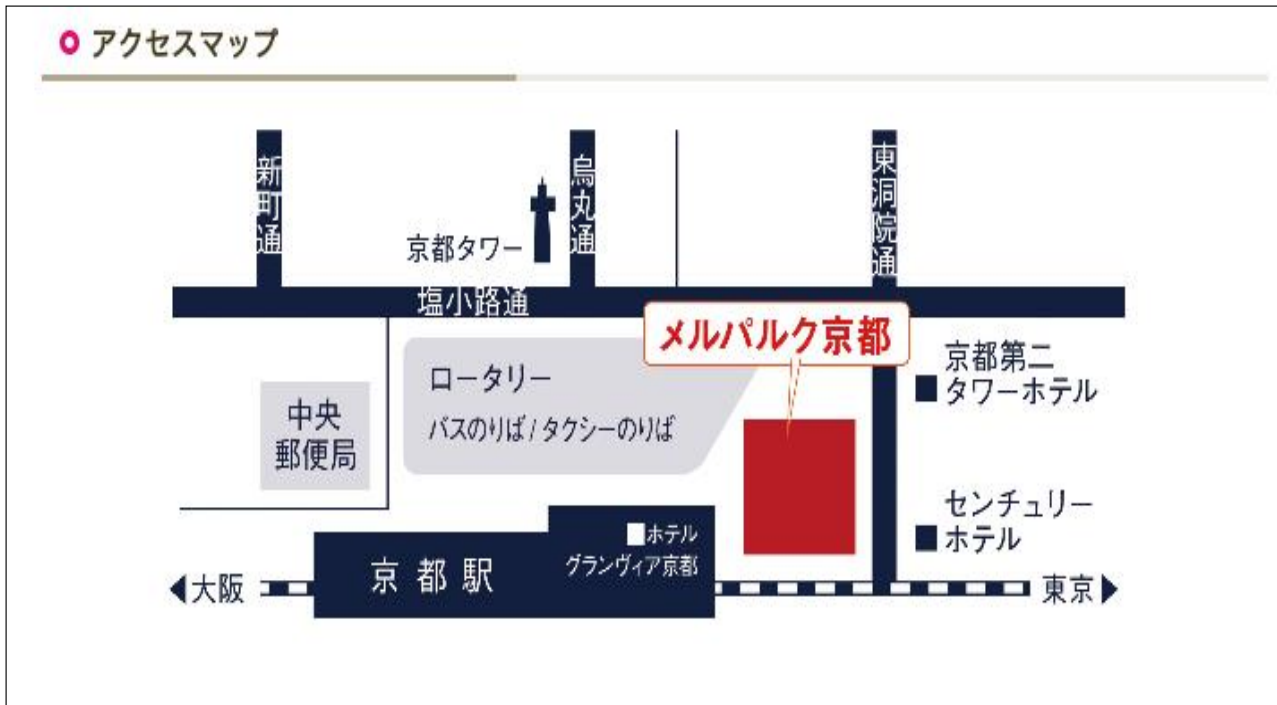 アクセスマップ
新町通
烏丸通
東洞院通
京都タワー
塩小路通
メルパルク京都
ロータリー
バスのりば/タクシーのりば
中央
郵便局
京都第二
タワーホテル
センチュリー
ホテル
ホテル
グランヴィア京都
京都駅
大阪
東京